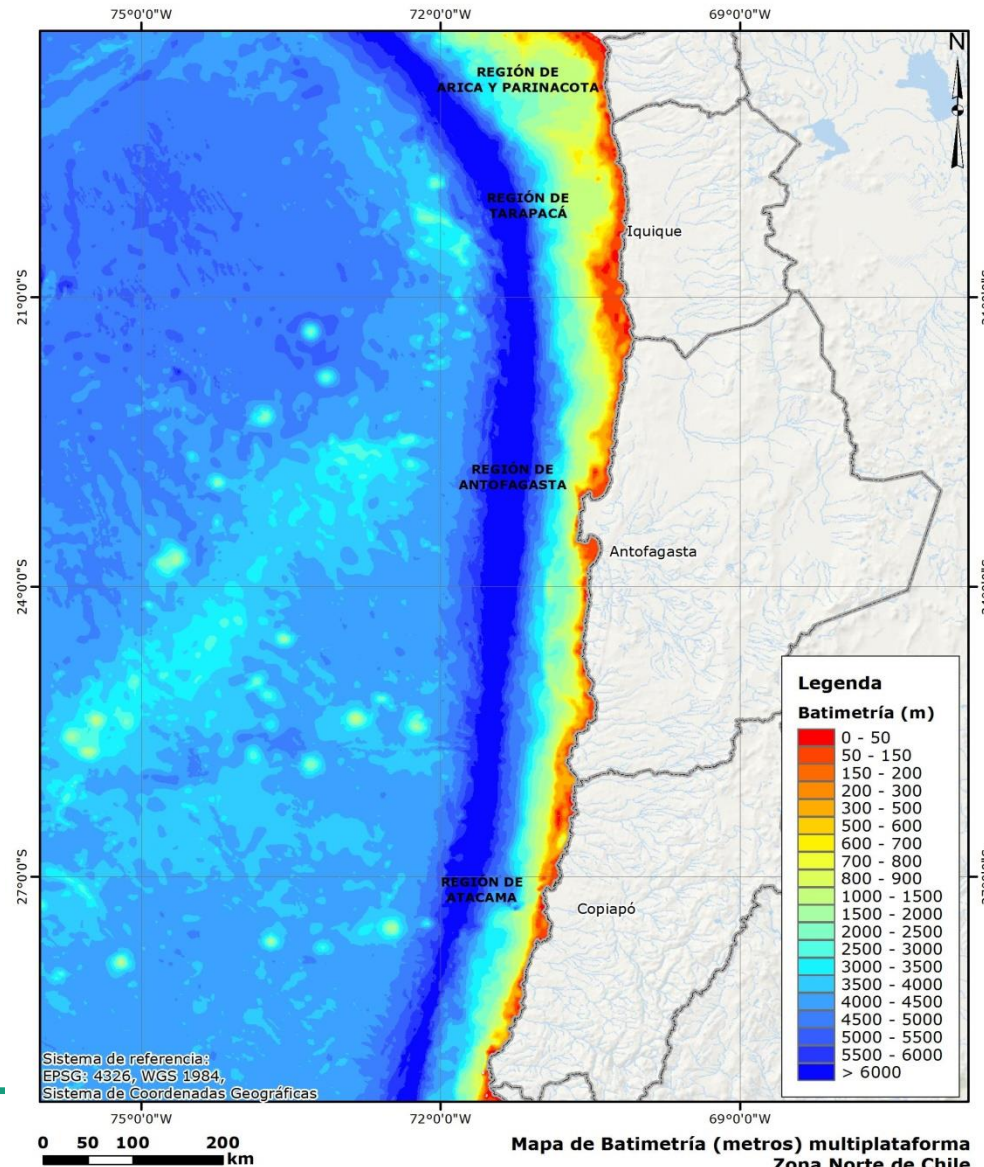 75°0'0"W 72°0'0"W 69°0'0"W
N
REGIÓN DE
ARICA Y PARINACOTA
REGIÓN DE
TARAPACÁ
Iquique
21°0'0"S
REGIÓN DE
ANTOFAGASTA
Antofagasta
24°0'0"S
Legenda
Batimetría (m)
0 - 50
50 - 150
150 - 200
200 - 300
300 - 500
500 - 600
600 - 700
700 - 800
800 - 900
1000 - 1500
1500 - 2000
2000 - 2500
2500 - 3000
3000 - 3500
3500 - 4000
4000 - 4500
4500 - 5000
5000 - 5500
5500 - 6000
> 6000
27°0'0"S
REGIÓN DE
ATACAMA
Copiapó
Sistema de referencia:
EPSG: 4326, WGS 1984,
Sistema de Coordenadas Geográficas
75°0'0"W 72°0'0"W 69°0'0"W
0 50 100 200
km
Mapa de Batimetría (metros) multiplataforma
Zona Norte de Chile